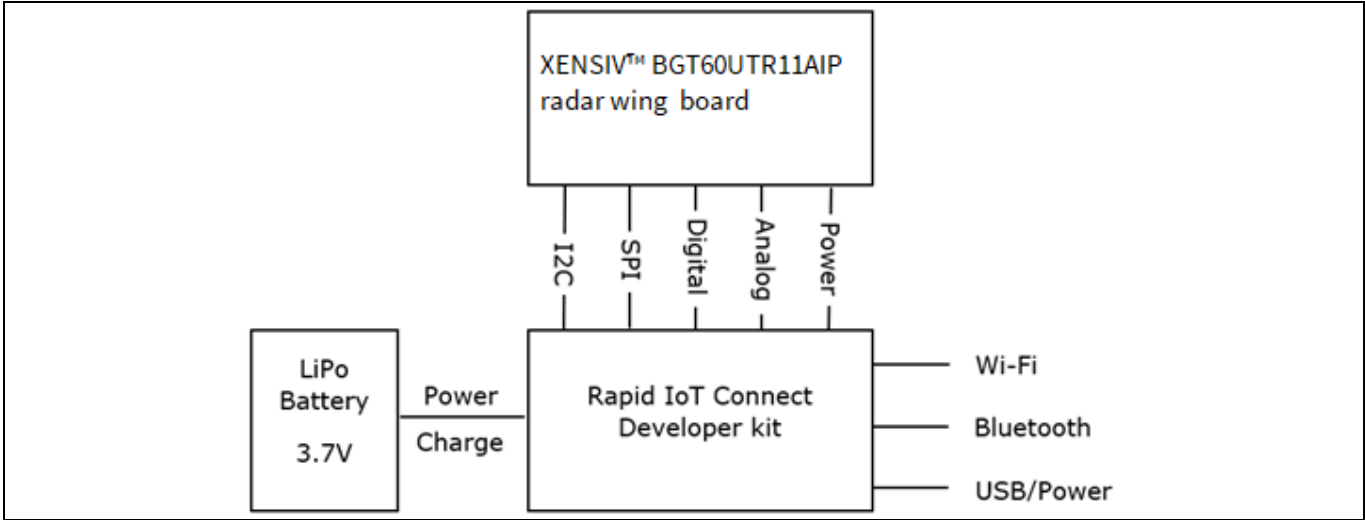 XENSIV™ BGT60UTR11AIP
radar wing board
I2C
SPI
Digital
Analog
Power
LiPo
Battery
3.7V
Power
Charge
Rapid IoT Connect
Developer kit
Wi-Fi
Bluetooth
USB/Power